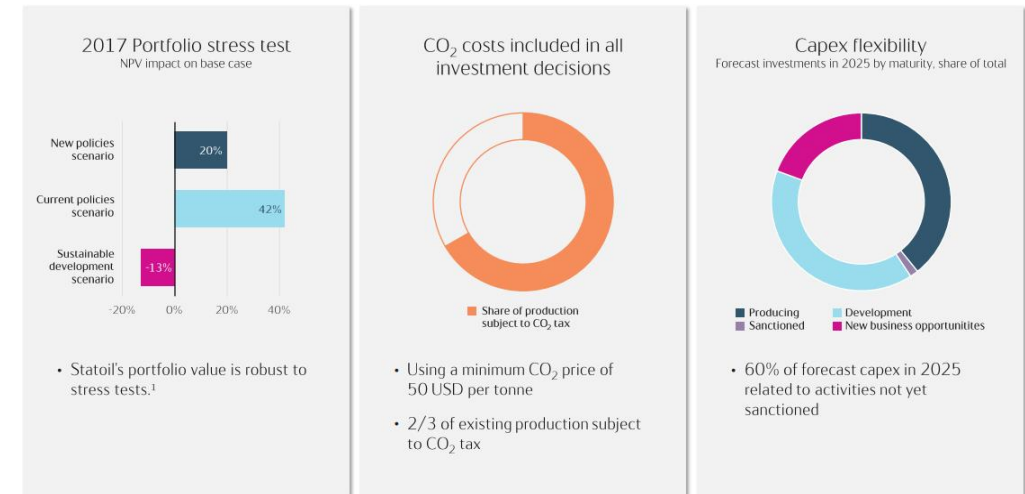 2017 Portfolio stress test
NPV impact on base case
New policies
scenario
20%
Current policies
scenario
42%
Sustainable
development
scenario
-13%
-20%
0%
20%
40%
• Statoil's portfolio value is robust to
stress tests.¹
CO₂ costs included in all
investment decisions
Share of production
subject to CO₂ tax
• Using a minimum CO₂ price of
50 USD per tonne
• 2/3 of existing production subject
to CO₂ tax
Capex flexibility
Forecast investments in 2025 by maturity, share of total
Producing
Development
Sanctioned
New business opportunitites
• 60% of forecast capex in 2025
related to activities not yet
sanctioned